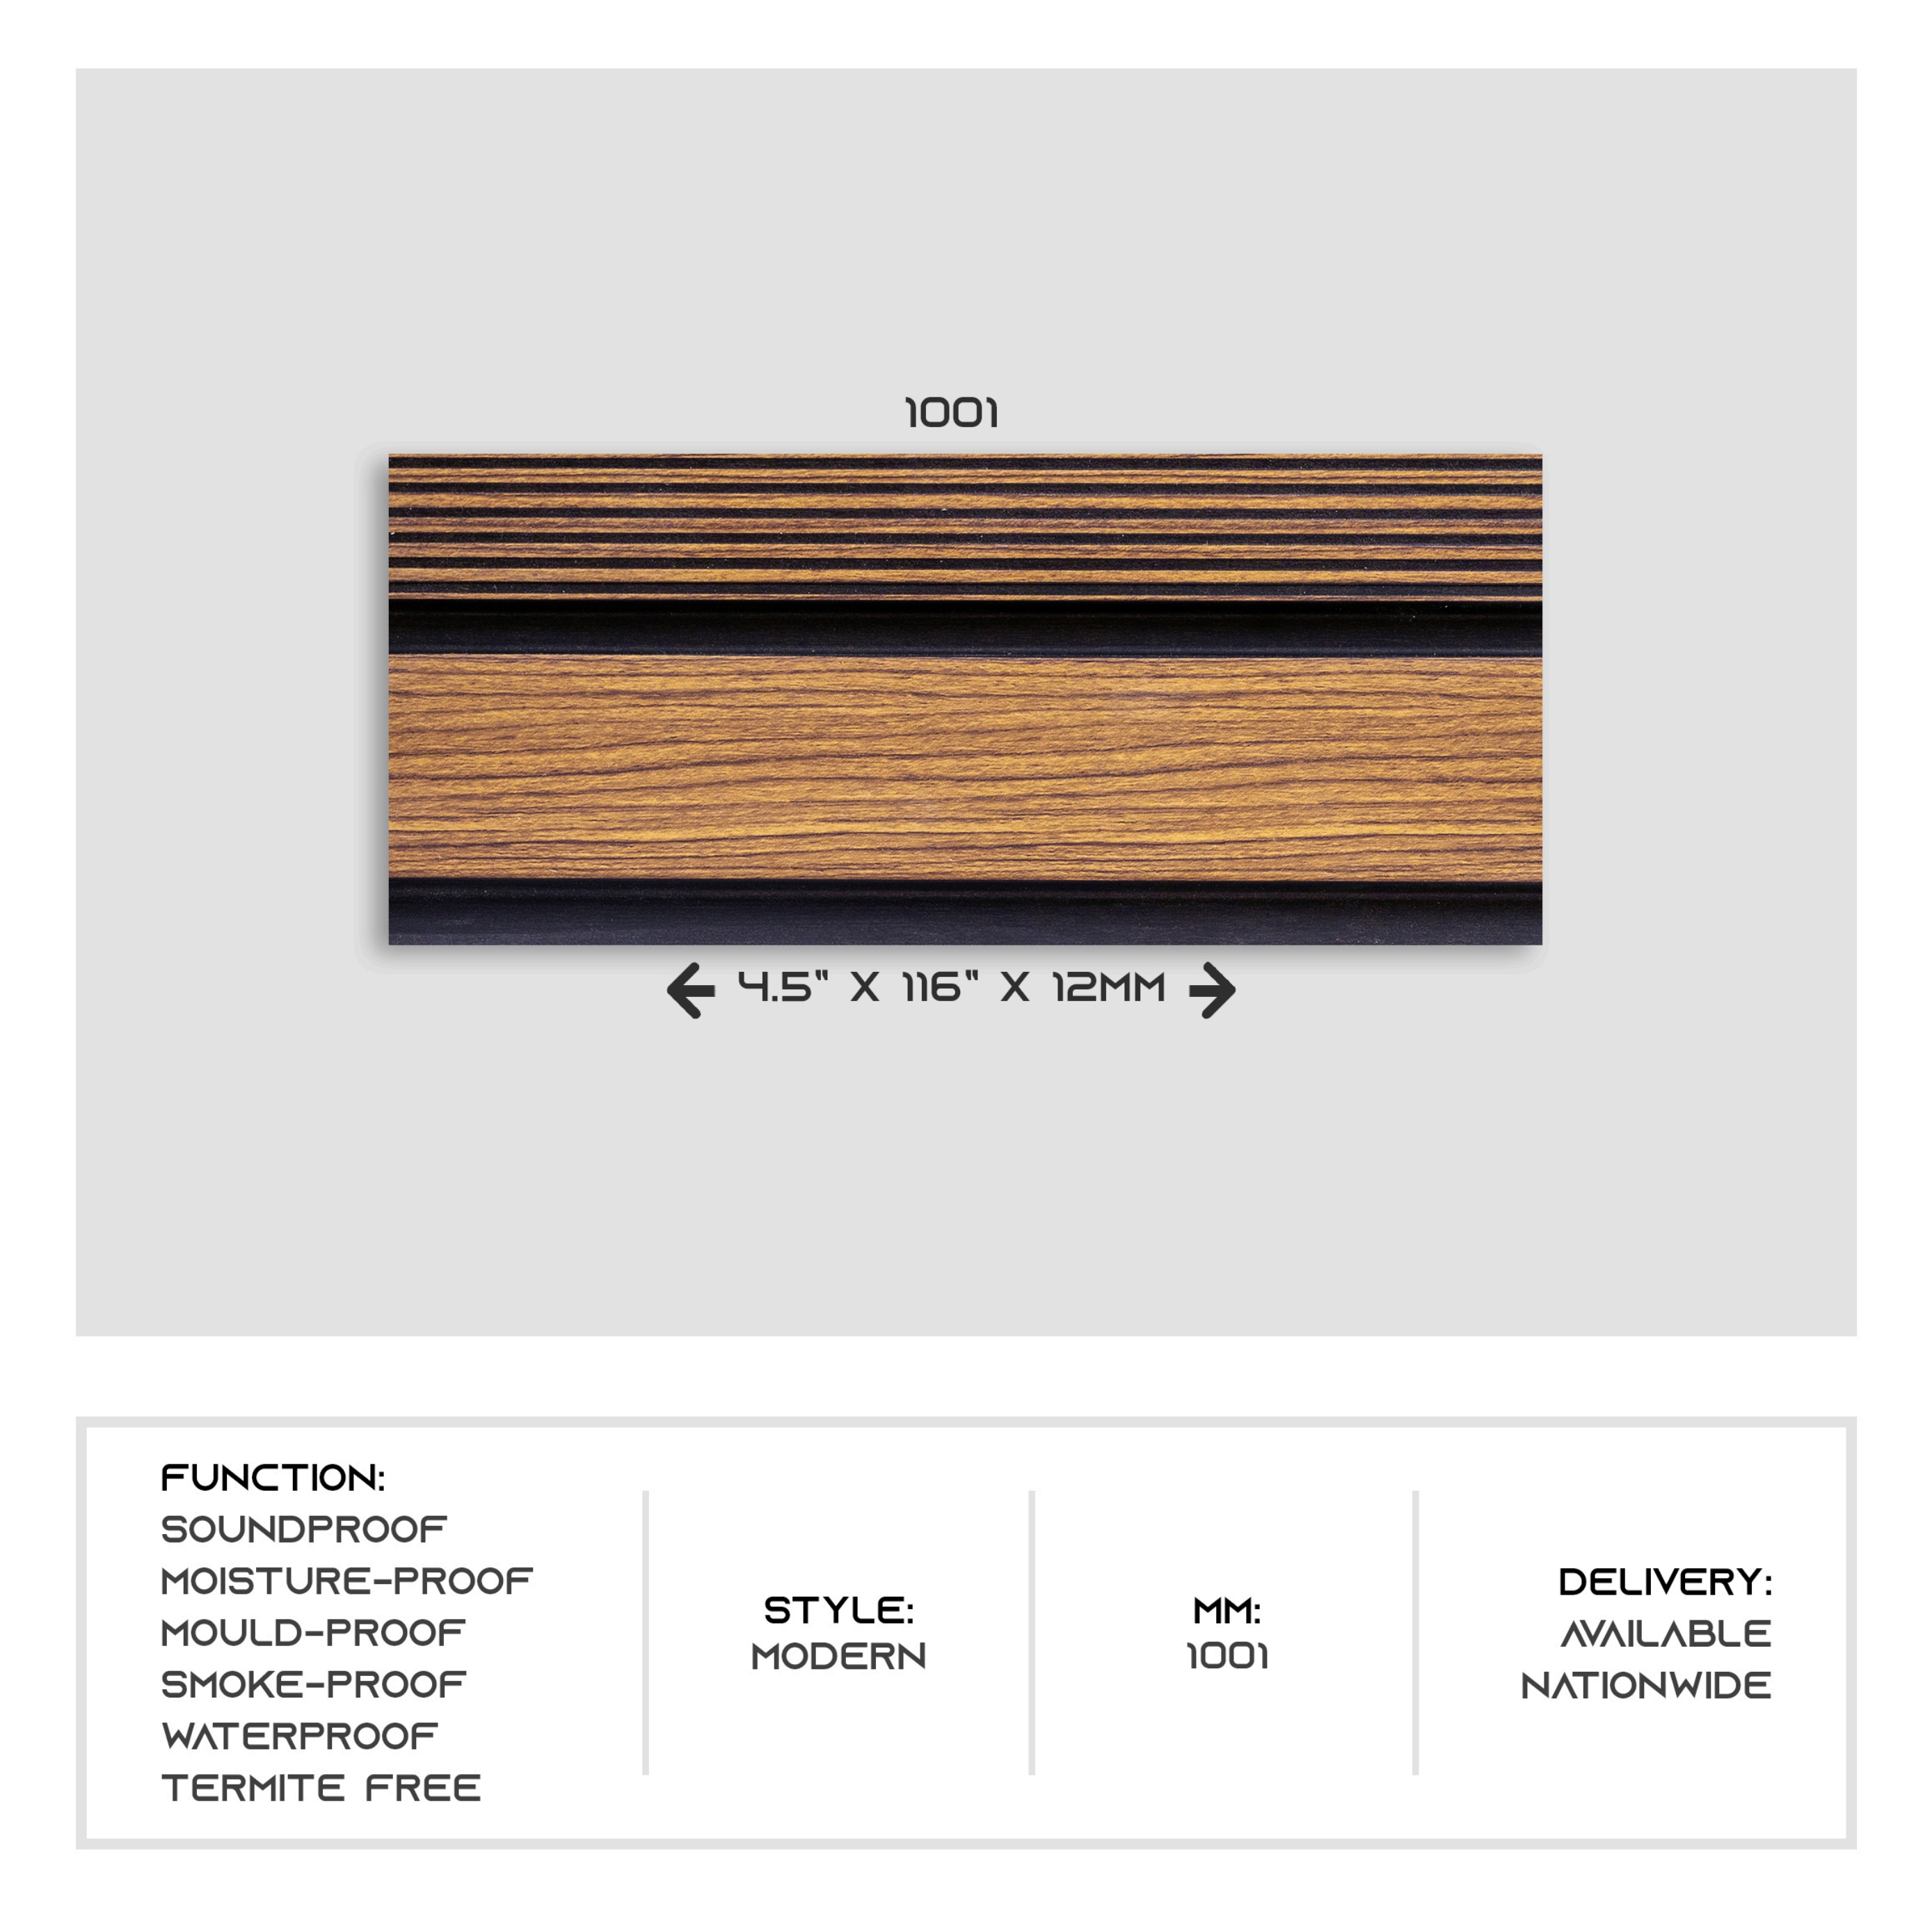 1001
4.5" X 116" X 12MM
FUNCTION:
SOUNDPROOF
MOISTURE-PROOF
MOULD-PROOF
SMOKE-PROOF
WATERPROOF
TERMITE FREE
STYLE:
MODERN
MM:
1001
DELIVERY:
AVAILABLE
NATIONWIDE